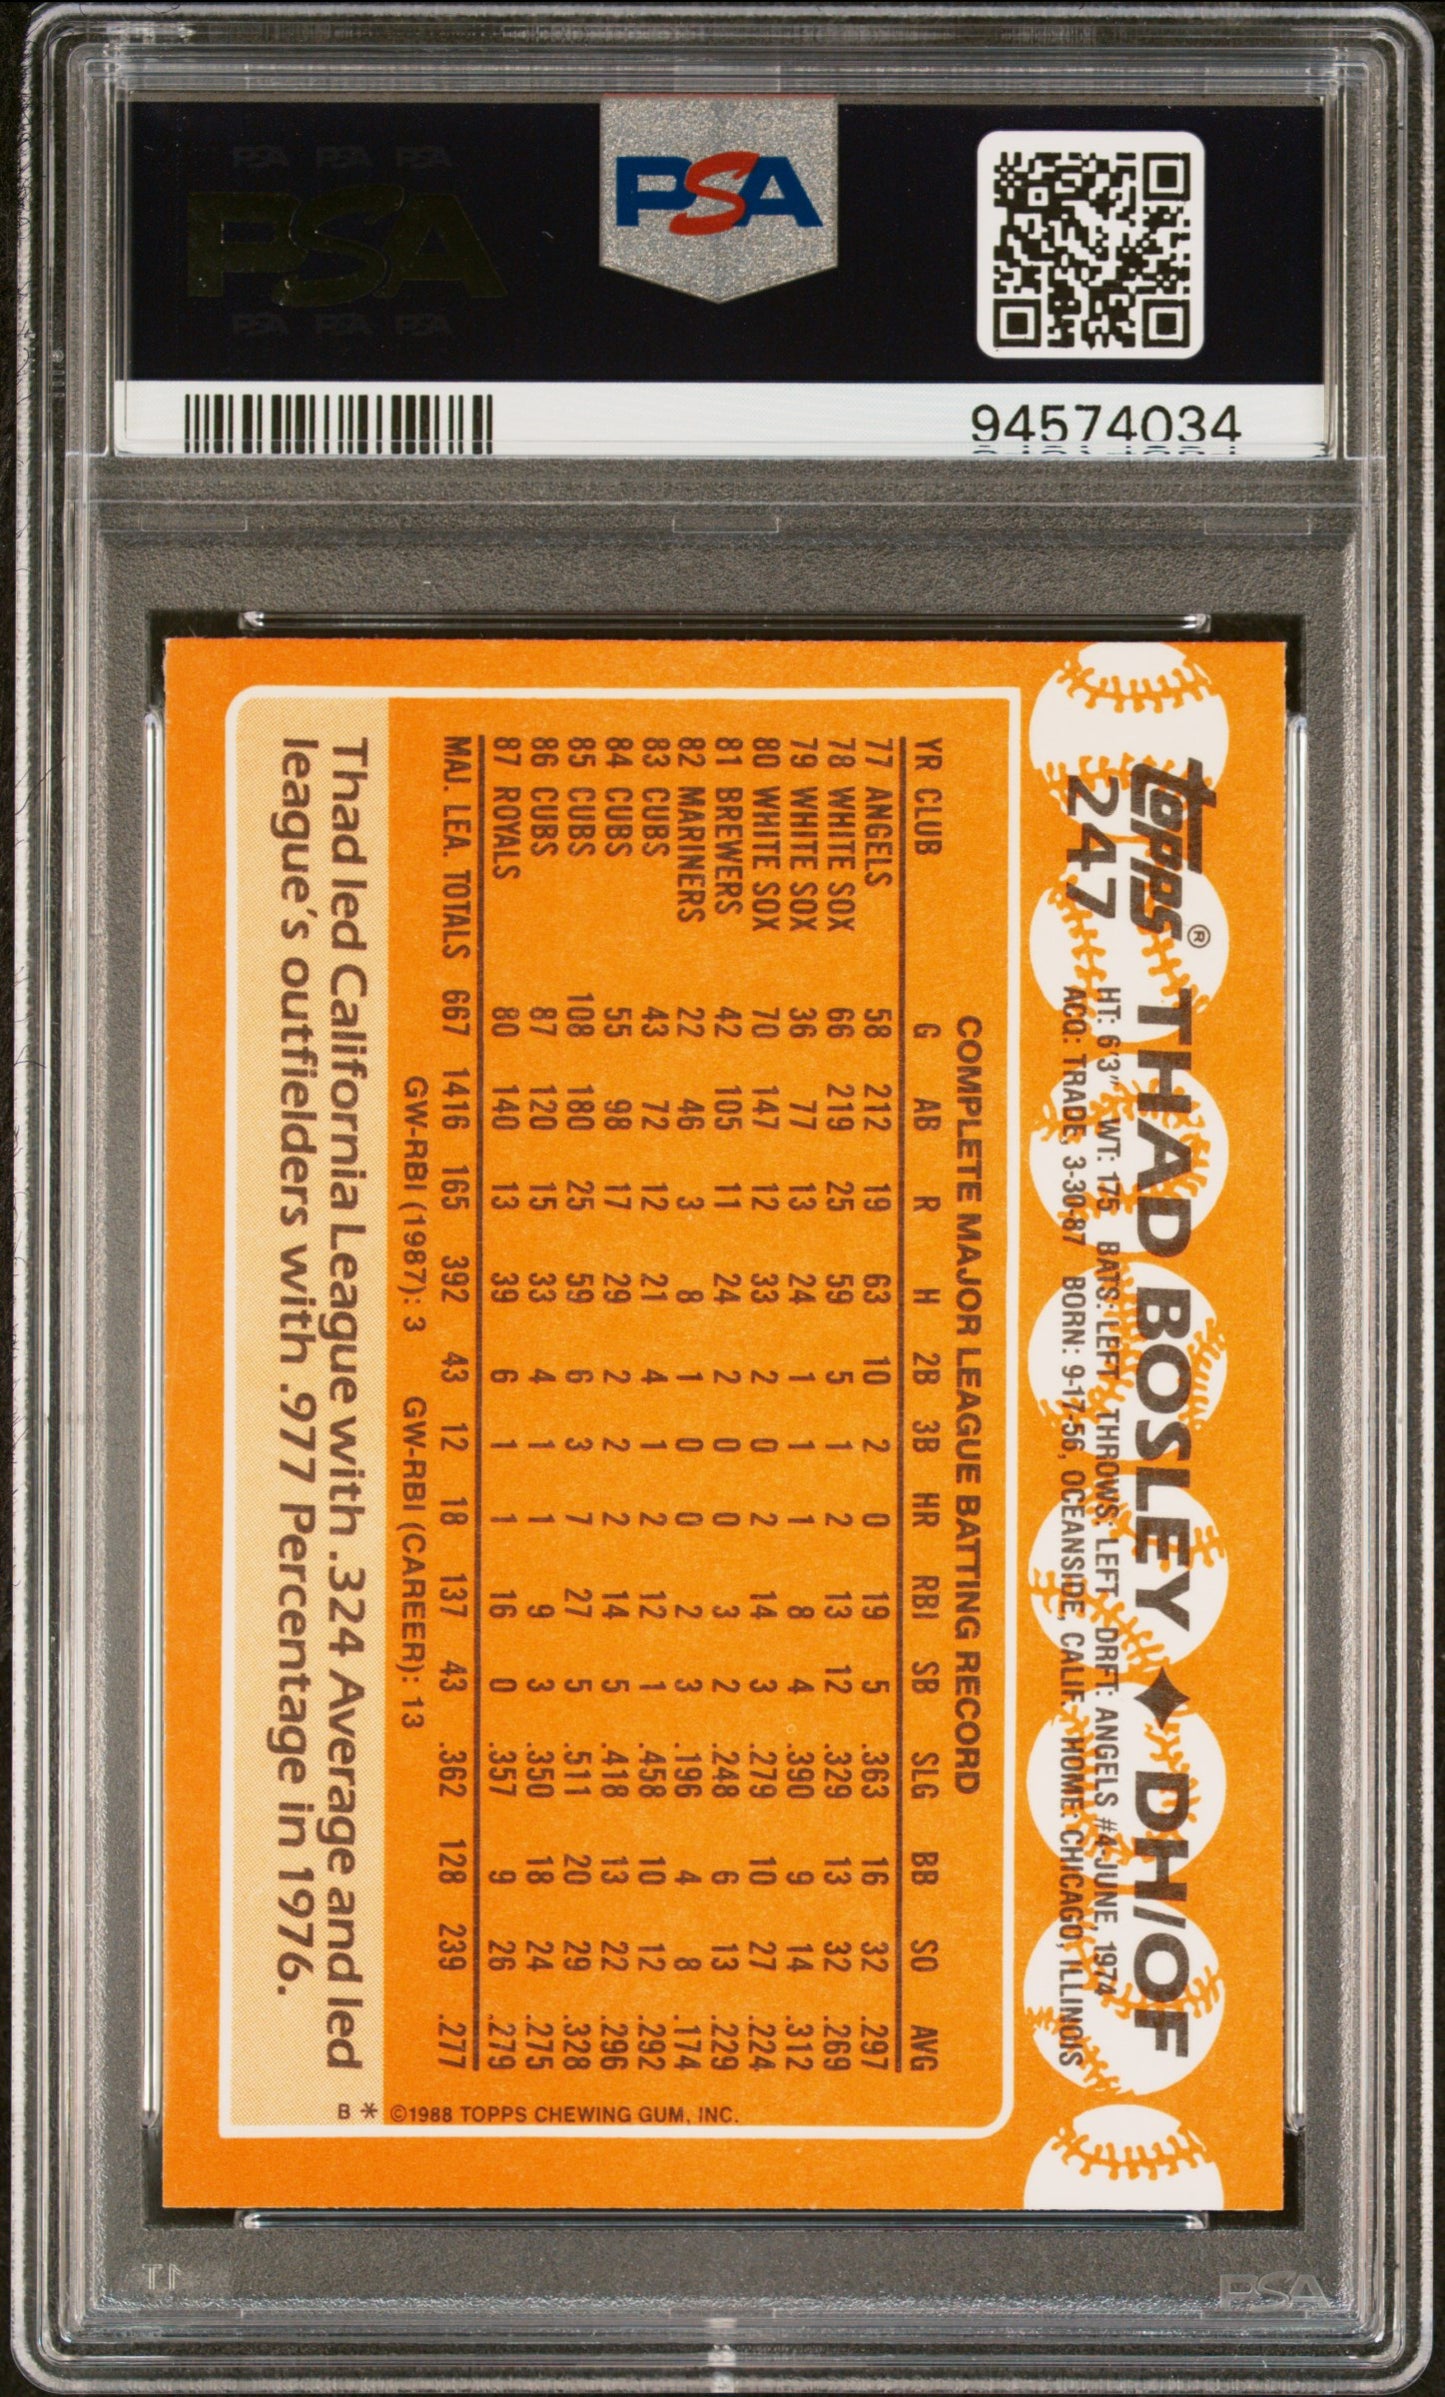 PSA PSA PSA
PSA
PSA PSA PSA
PSA
94574034
topps®
247
THAD BOSLEY ✦ DH/OF
HT: 6'3" WT: 175 BATS: LEFT THROWS: LEFT DRFT: ANGELS #4-JUNE, 1974
ACQ: TRADE, 3-30-87 BORN: 9-17-56, OCEANSIDE, CALIF. HOME: CHICAGO, ILLINOIS
COMPLETE MAJOR LEAGUE BATTING RECORD
YR CLUB G AB R H 2B 3B HR RBI SB SLG BB SO AVG
77 ANGELS 58 212 19 63 10 2 0 19 5 .363 16 32 .297
78 WHITE SOX 66 219 25 59 5 1 2 13 12 .329 13 32 .269
79 WHITE SOX 36 77 13 24 1 1 1 8 4 .390 9 14 .312
80 WHITE SOX 70 147 12 33 2 0 2 14 3 .279 10 27 .224
81 BREWERS 42 105 11 24 2 0 0 3 2 .248 6 13 .229
82 MARINERS 22 46 3 8 1 0 0 2 3 .196 4 8 .174
83 CUBS 43 72 12 21 4 1 2 12 1 .458 10 12 .292
84 CUBS 55 98 17 29 2 2 2 14 5 .418 13 22 .296
85 CUBS 108 180 25 59 6 3 7 27 5 .511 20 29 .328
86 CUBS 87 120 15 33 4 1 1 9 3 .350 18 24 .275
87 ROYALS 80 140 13 39 6 1 1 16 0 .357 9 26 .279
MAJ. LEA. TOTALS 667 1416 165 392 43 12 18 137 43 .362 128 239 .277
GW-RBI (1987): 3 GW-RBI (CAREER): 13
Thad led California League with .324 Average and led
league's outfielders with .977 Percentage in 1976.
B * ©1988 TOPPS CHEWING GUM, INC.
PSA